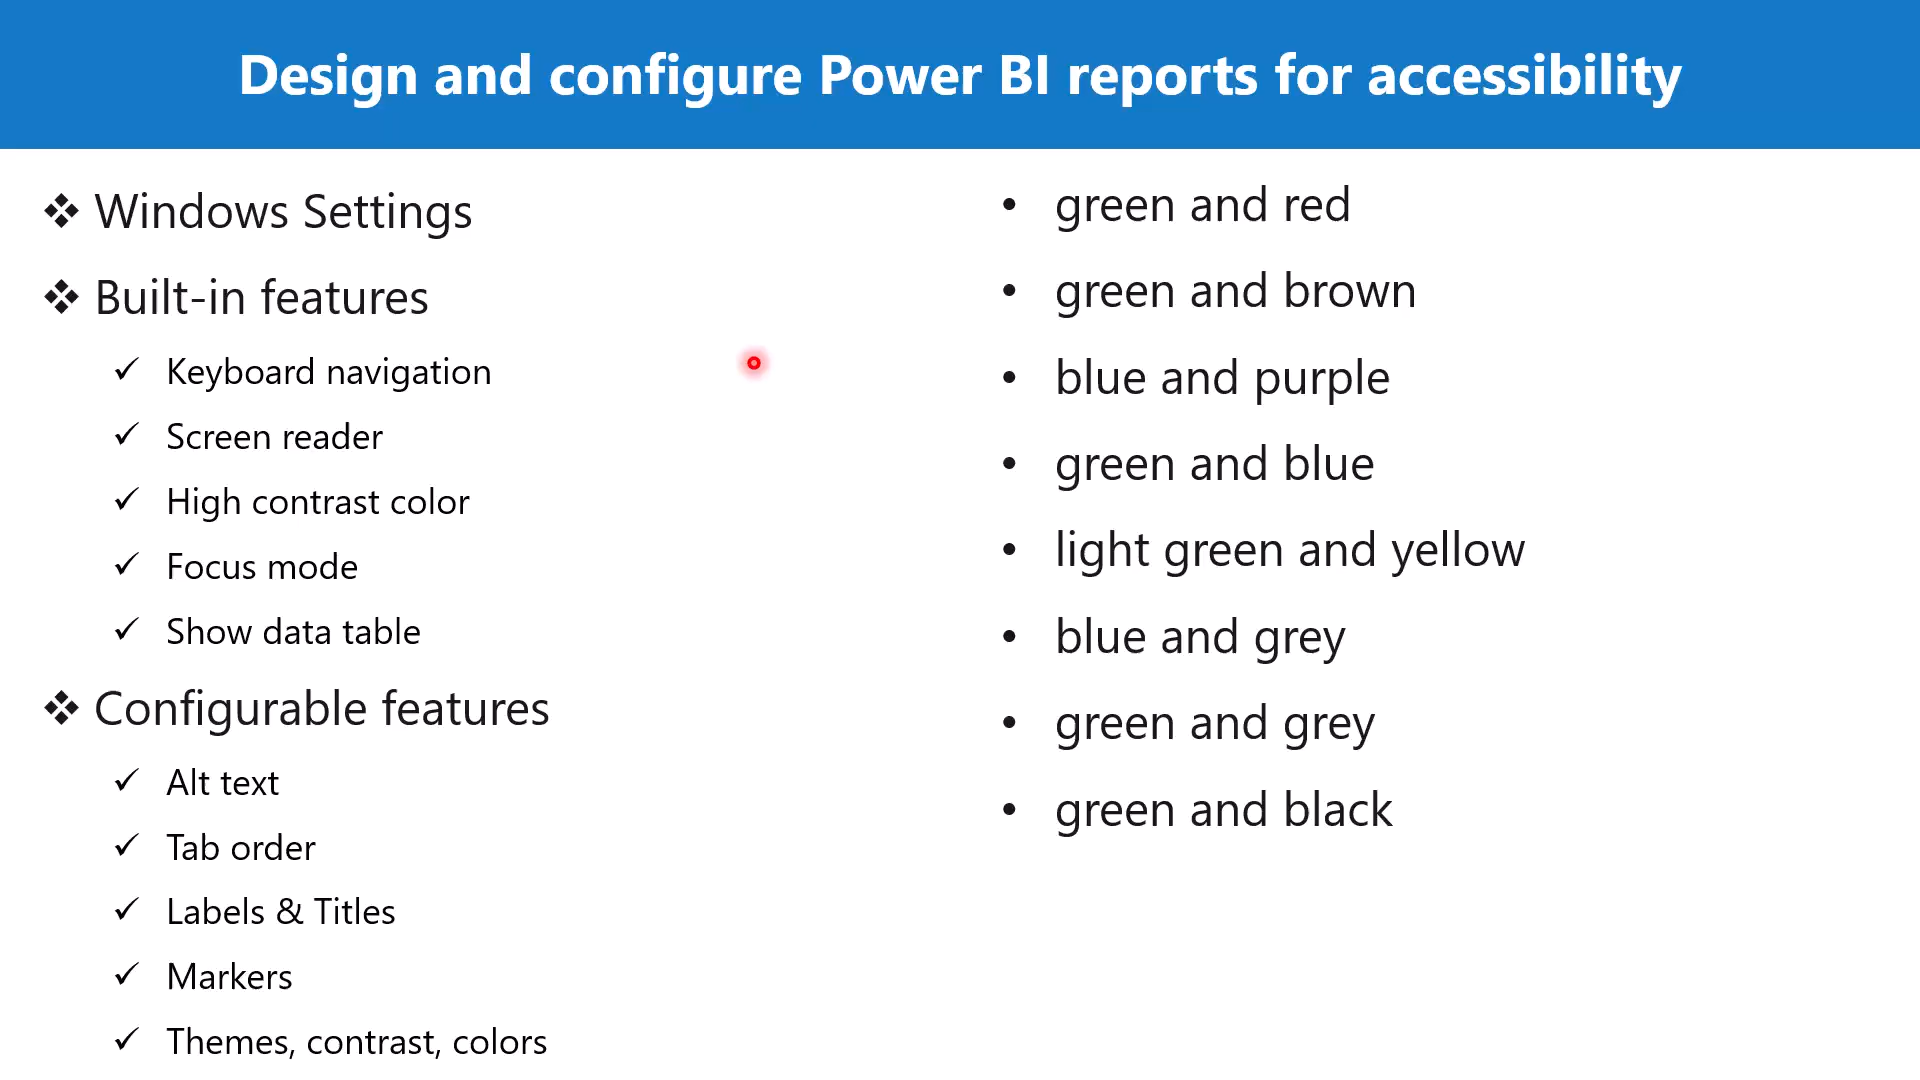 Design and configure Power BI reports for accessibility
❖ Windows Settings
❖ Built-in features
✓ Keyboard navigation
✓ Screen reader
✓ High contrast color
✓ Focus mode
✓ Show data table
❖ Configurable features
✓ Alt text
✓ Tab order
✓ Labels & Titles
✓ Markers
✓ Themes, contrast, colors
• green and red
• green and brown
• blue and purple
• green and blue
• light green and yellow
• blue and grey
• green and grey
• green and black